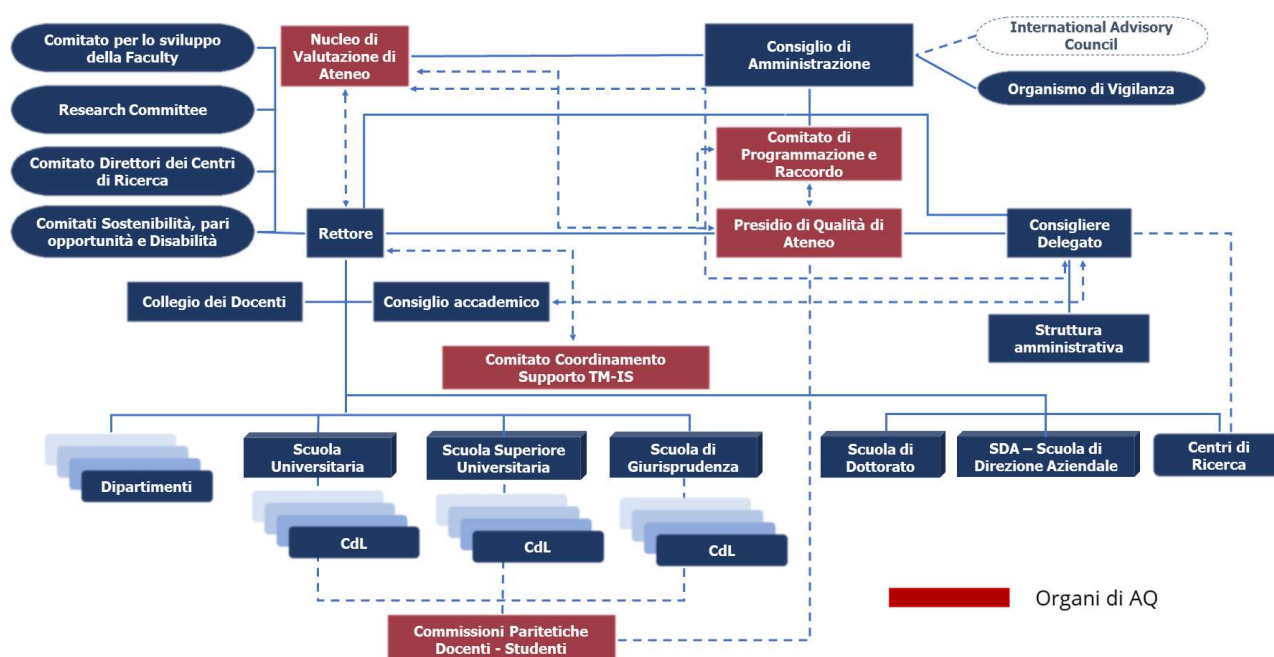 Comitato per lo sviluppo
della Faculty
Nucleo di
Valutazione di
Ateneo
Consiglio di
Amministrazione
International Advisory
Council
Organismo di Vigilanza
Research Committee
Comitato di
Programmazione e
Raccordo
Comitato Direttori dei Centri
di Ricerca
Comitati Sostenibilità, pari
opportunità e Disabilità
Rettore
Presidio di Qualità di
Ateneo
Consigliere
Delegato
Collegio dei Docenti
Consiglio accademico
Struttura
amministrativa
Comitato Coordinamento
Supporto TM-IS
Dipartimenti
Scuola
Universitaria
Scuola Superiore
Universitaria
Scuola di
Giurisprudenza
Scuola di
Dottorato
SDA – Scuola di
Direzione Aziendale
Centri di
Ricerca
CdL
CdL
CdL
Commissioni Paritetiche
Docenti - Studenti
Organi di AQ